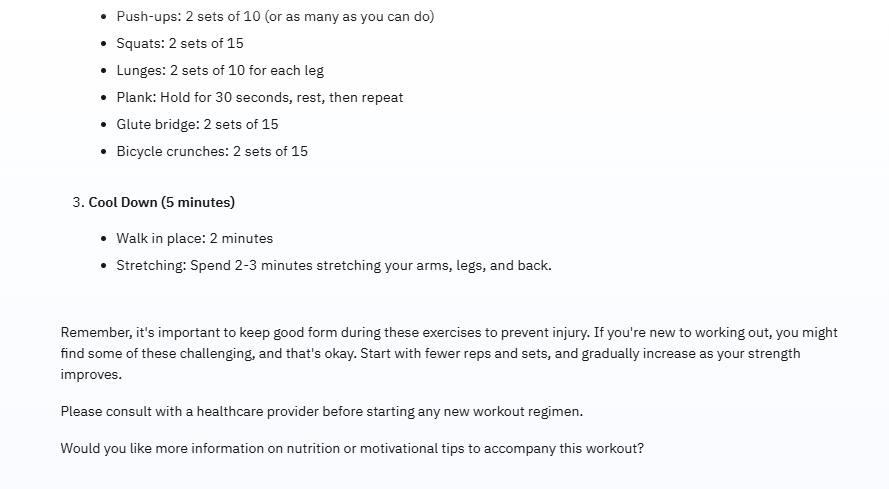 • Push-ups: 2 sets of 10 (or as many as you can do)
• Squats: 2 sets of 15
• Lunges: 2 sets of 10 for each leg
• Plank: Hold for 30 seconds, rest, then repeat
• Glute bridge: 2 sets of 15
• Bicycle crunches: 2 sets of 15
3. Cool Down (5 minutes)
• Walk in place: 2 minutes
• Stretching: Spend 2-3 minutes stretching your arms, legs, and back.
Remember, it's important to keep good form during these exercises to prevent injury. If you're new to working out, you might
find some of these challenging, and that's okay. Start with fewer reps and sets, and gradually increase as your strength
improves.
Please consult with a healthcare provider before starting any new workout regimen.
Would you like more information on nutrition or motivational tips to accompany this workout?